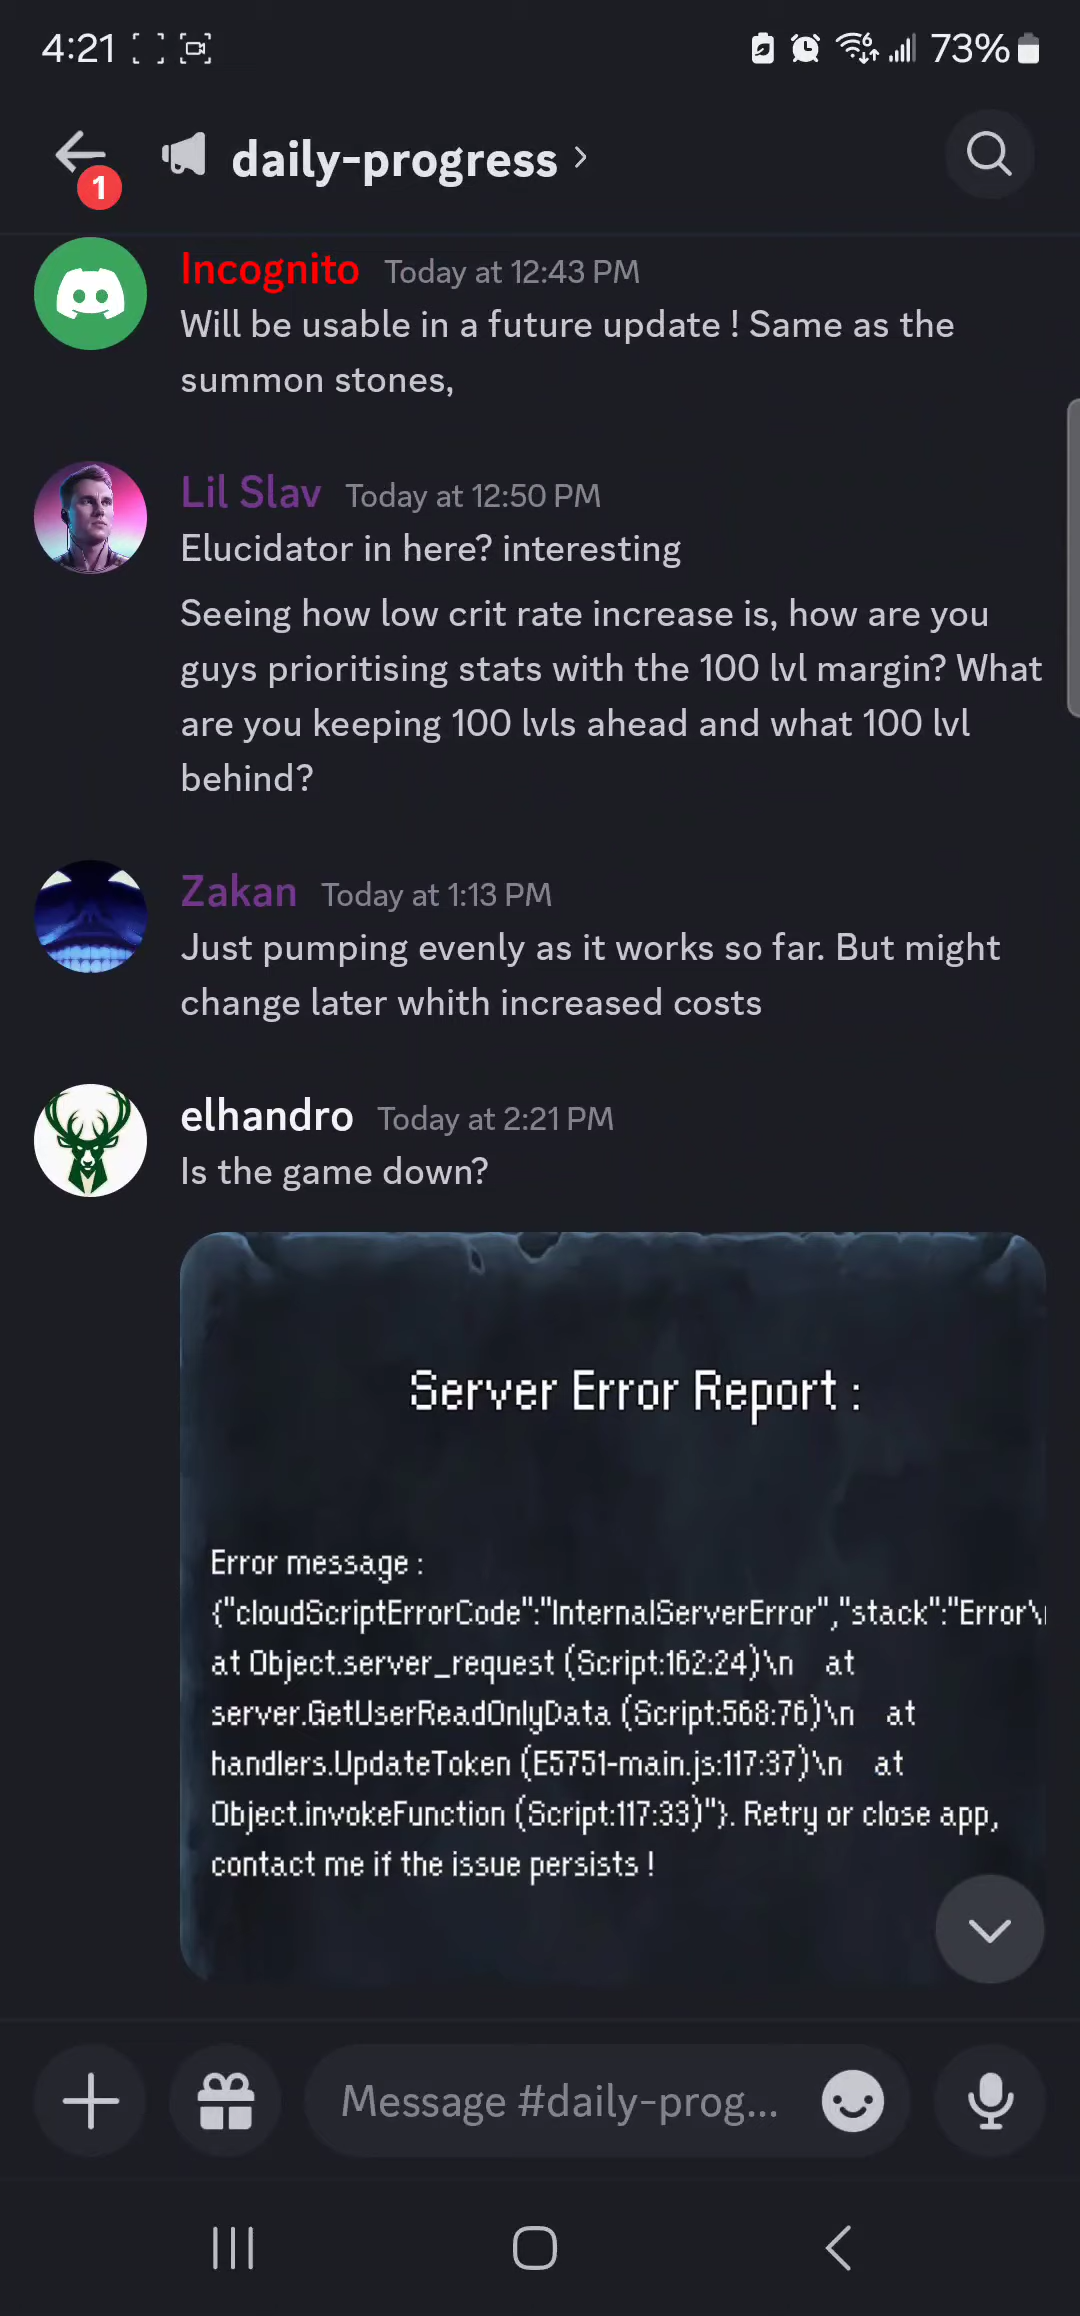 4:21
6
73%
1
daily-progress
Incognito Today at 12:43 PM
Will be usable in a future update ! Same as the
summon stones,
Lil Slav Today at 12:50 PM
Elucidator in here? interesting
Seeing how low crit rate increase is, how are you
guys prioritising stats with the 100 lvl margin? What
are you keeping 100 lvls ahead and what 100 lvl
behind?
Zakan Today at 1:13 PM
Just pumping evenly as it works so far. But might
change later whith increased costs
elhandro Today at 2:21 PM
Is the game down?
Server Error Report :
Error message :
{"cloudScriptErrorCode":"InternalServerError","stack":"Error\
at Object.server_request (Script:162:24)\n at
server.GetUserReadOnlyData (Script:568:76)\n at
handlers.UpdateToken (E5751-main.js:117:37)\n at
Object.invokeFunction (Script:117:33)"}. Retry or close app,
contact me if the issue persists !
Message #daily-prog...